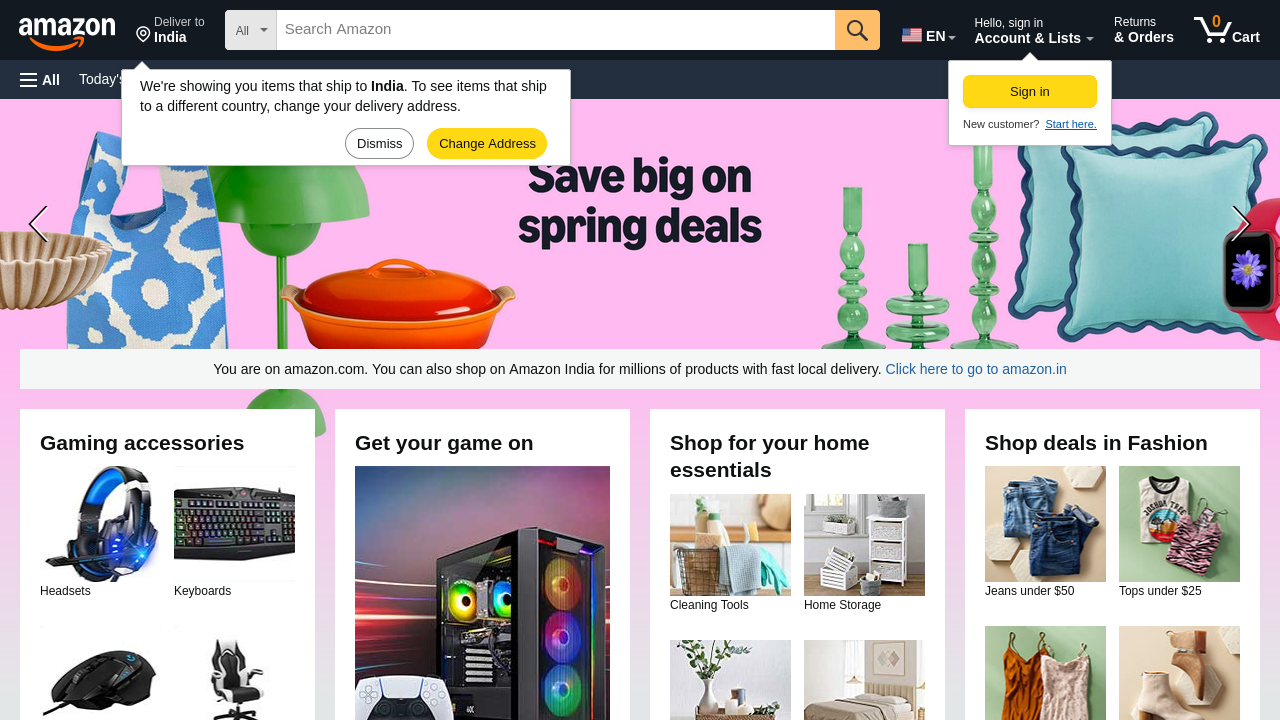 amazon
Deliver to
India
All
Search Amazon
EN
Hello, sign in
Account & Lists
Returns
& Orders
0
Cart
All
Today's
We're showing you items that ship to India. To see items that ship
to a different country, change your delivery address.
Dismiss
Change Address
Sign in
New customer? Start here.
Save big on
spring deals
You are on amazon.com. You can also shop on Amazon India for millions of products with fast local delivery. Click here to go to amazon.in
Gaming accessories
Headsets
Keyboards
Get your game on
Shop for your home
essentials
Cleaning Tools
Home Storage
Shop deals in Fashion
Jeans under $50
Tops under $25